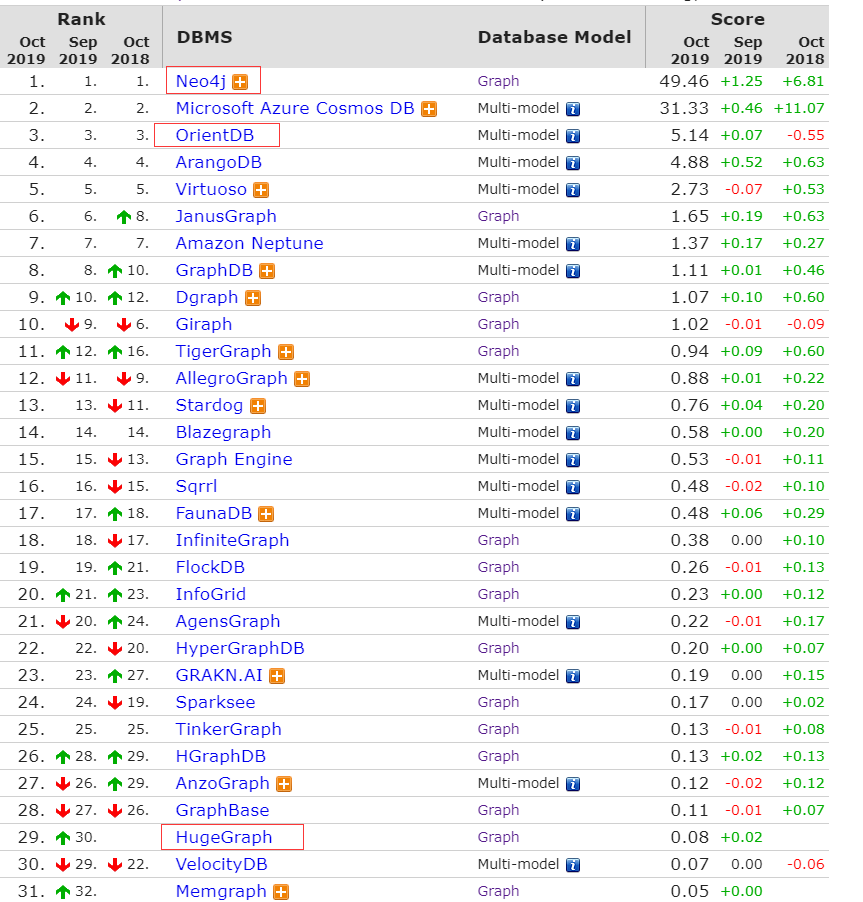 Rank DBMS Database Model Score
Oct 2019 Sep 2019 Oct 2018 Oct 2019 Sep 2019 Oct 2018
1. 1. 1. Neo4j Graph 49.46 +1.25 +6.81
2. 2. 2. Microsoft Azure Cosmos DB Multi-model 31.33 +0.46 +11.07
3. 3. 3. OrientDB Multi-model 5.14 +0.07 -0.55
4. 4. 4. ArangoDB Multi-model 4.88 +0.52 +0.63
5. 5. 5. Virtuoso Multi-model 2.73 -0.07 +0.53
6. 6. 8. JanusGraph Graph 1.65 +0.19 +0.63
7. 7. 7. Amazon Neptune Multi-model 1.37 +0.17 +0.27
8. 8. 10. GraphDB Multi-model 1.11 +0.01 +0.46
9. 10. 12. Dgraph Graph 1.07 +0.10 +0.60
10. 9. 6. Giraph Graph 1.02 -0.01 -0.09
11. 12. 16. TigerGraph Graph 0.94 +0.09 +0.60
12. 11. 9. AllegroGraph Multi-model 0.88 +0.01 +0.22
13. 13. 11. Stardog Multi-model 0.76 +0.04 +0.20
14. 14. 14. Blazegraph Multi-model 0.58 +0.00 +0.20
15. 15. 13. Graph Engine Multi-model 0.53 -0.01 +0.11
16. 16. 15. Sqrrl Multi-model 0.48 -0.02 +0.10
17. 17. 18. FaunaDB Multi-model 0.48 +0.06 +0.29
18. 18. 17. InfiniteGraph Graph 0.38 0.00 +0.10
19. 19. 21. FlockDB Graph 0.26 -0.01 +0.13
20. 21. 23. InfoGrid Graph 0.23 +0.00 +0.12
21. 20. 24. AgensGraph Multi-model 0.22 -0.01 +0.17
22. 22. 20. HyperGraphDB Graph 0.20 +0.00 +0.07
23. 23. 27. GRAKN.AI Multi-model 0.19 0.00 +0.15
24. 24. 19. Sparksee Graph 0.17 0.00 +0.02
25. 25. 25. TinkerGraph Graph 0.13 -0.01 +0.08
26. 28. 29. HGraphDB Graph 0.13 +0.02 +0.13
27. 26. 29. AnzoGraph Multi-model 0.12 -0.02 +0.12
28. 27. 26. GraphBase Graph 0.11 -0.01 +0.07
29. 30. HugeGraph Graph 0.08 +0.02
30. 29. 22. VelocityDB Multi-model 0.07 0.00 -0.06
31. 32. Memgraph Graph 0.05 +0.00